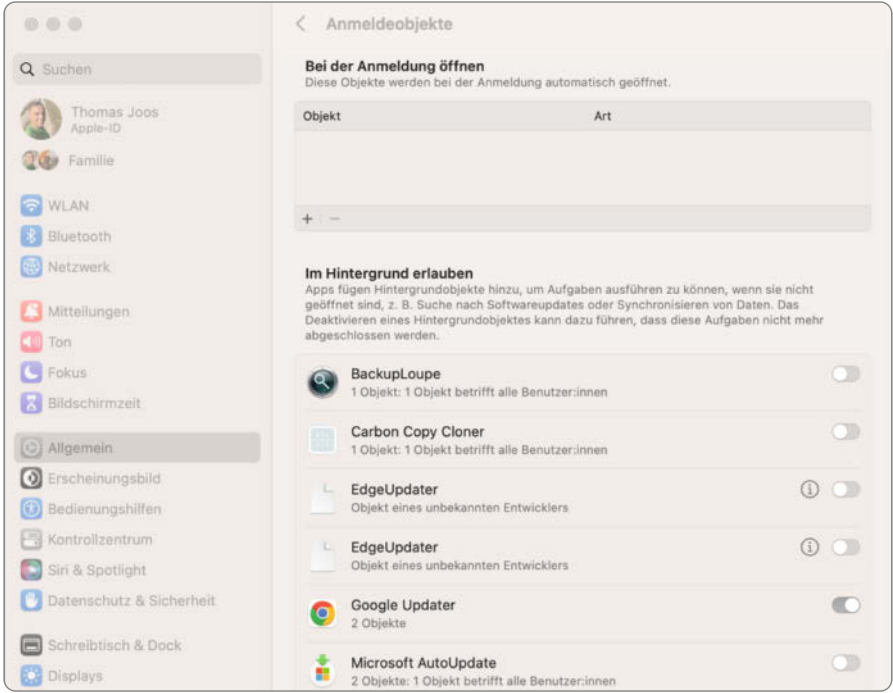 Suchen
Thomas Joos
Apple-ID
Familie
WLAN
Bluetooth
Netzwerk
Mitteilungen
Ton
Fokus
Bildschirmzeit
Allgemein
Erscheinungsbild
Bedienungshilfen
Kontrollzentrum
Siri & Spotlight
Datenschutz & Sicherheit
Schreibtisch & Dock
Displays
Anmeldeobjekte
Bei der Anmeldung öffnen
Diese Objekte werden bei der Anmeldung automatisch geöffnet.
Objekt Art
Im Hintergrund erlauben
Apps fügen Hintergrundobjekte hinzu, um Aufgaben ausführen zu können, wenn sie nicht
geöffnet sind, z. B. Suche nach Softwareupdates oder Synchronisieren von Daten. Das
Deaktivieren eines Hintergrundobjektes kann dazu führen, dass diese Aufgaben nicht mehr
abgeschlossen werden.
BackupLoupe
1 Objekt: 1 Objekt betrifft alle Benutzer:innen
Carbon Copy Cloner
1 Objekt: 1 Objekt betrifft alle Benutzer:innen
EdgeUpdater
Objekt eines unbekannten Entwicklers
EdgeUpdater
Objekt eines unbekannten Entwicklers
Google Updater
2 Objekte
Microsoft AutoUpdate
2 Objekte: 1 Objekt betrifft alle Benutzer:innen